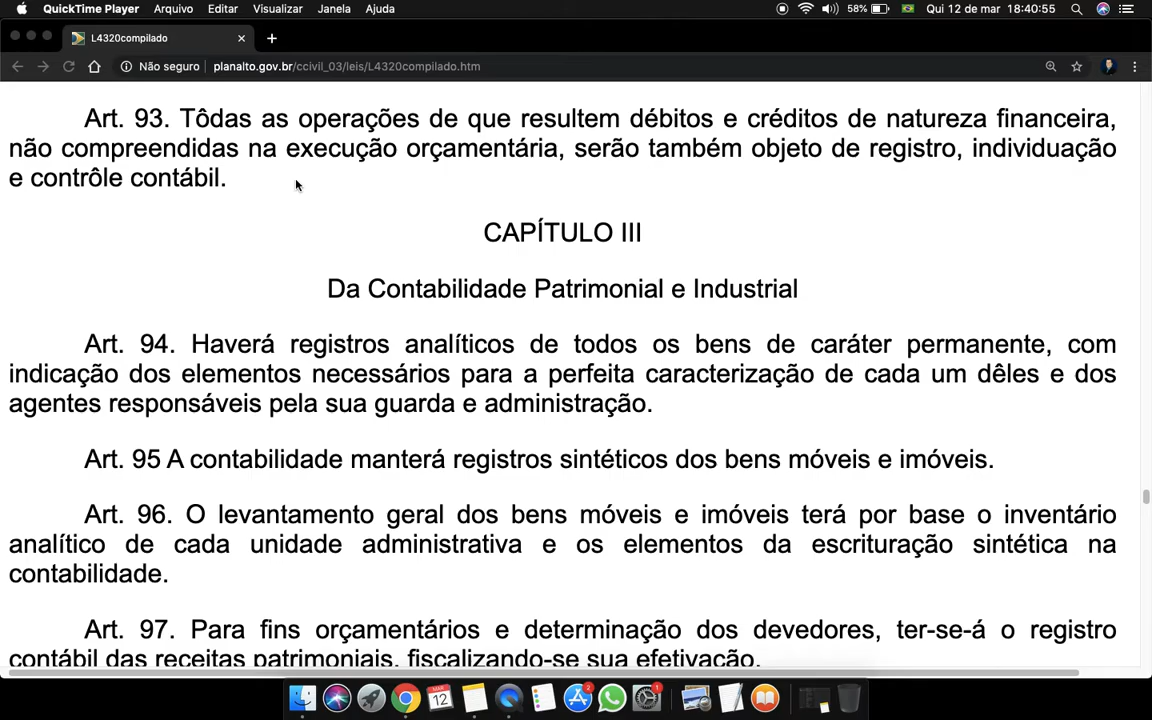 QuickTime Player Arquivo Editar Visualizar Janela Ajuda 58% Qui 12 de mar 18:40:55
L4320compilado
Não seguro planalto.gov.br/ccivil_03/leis/L4320compilado.htm
Art. 93. Tôdas as operações de que resultem débitos e créditos de natureza financeira,
não compreendidas na execução orçamentária, serão também objeto de registro, individuação
e contrôle contábil.
CAPÍTULO III
Da Contabilidade Patrimonial e Industrial
Art. 94. Haverá registros analíticos de todos os bens de caráter permanente, com
indicação dos elementos necessários para a perfeita caracterização de cada um dêles e dos
agentes responsáveis pela sua guarda e administração.
Art. 95 A contabilidade manterá registros sintéticos dos bens móveis e imóveis.
Art. 96. O levantamento geral dos bens móveis e imóveis terá por base o inventário
analítico de cada unidade administrativa e os elementos da escrituração sintética na
contabilidade.
Art. 97. Para fins orçamentários e determinação dos devedores, ter-se-á o registro
contábil das receitas patrimoniais, fiscalizando-se sua efetivação.
MAR 12 2 1